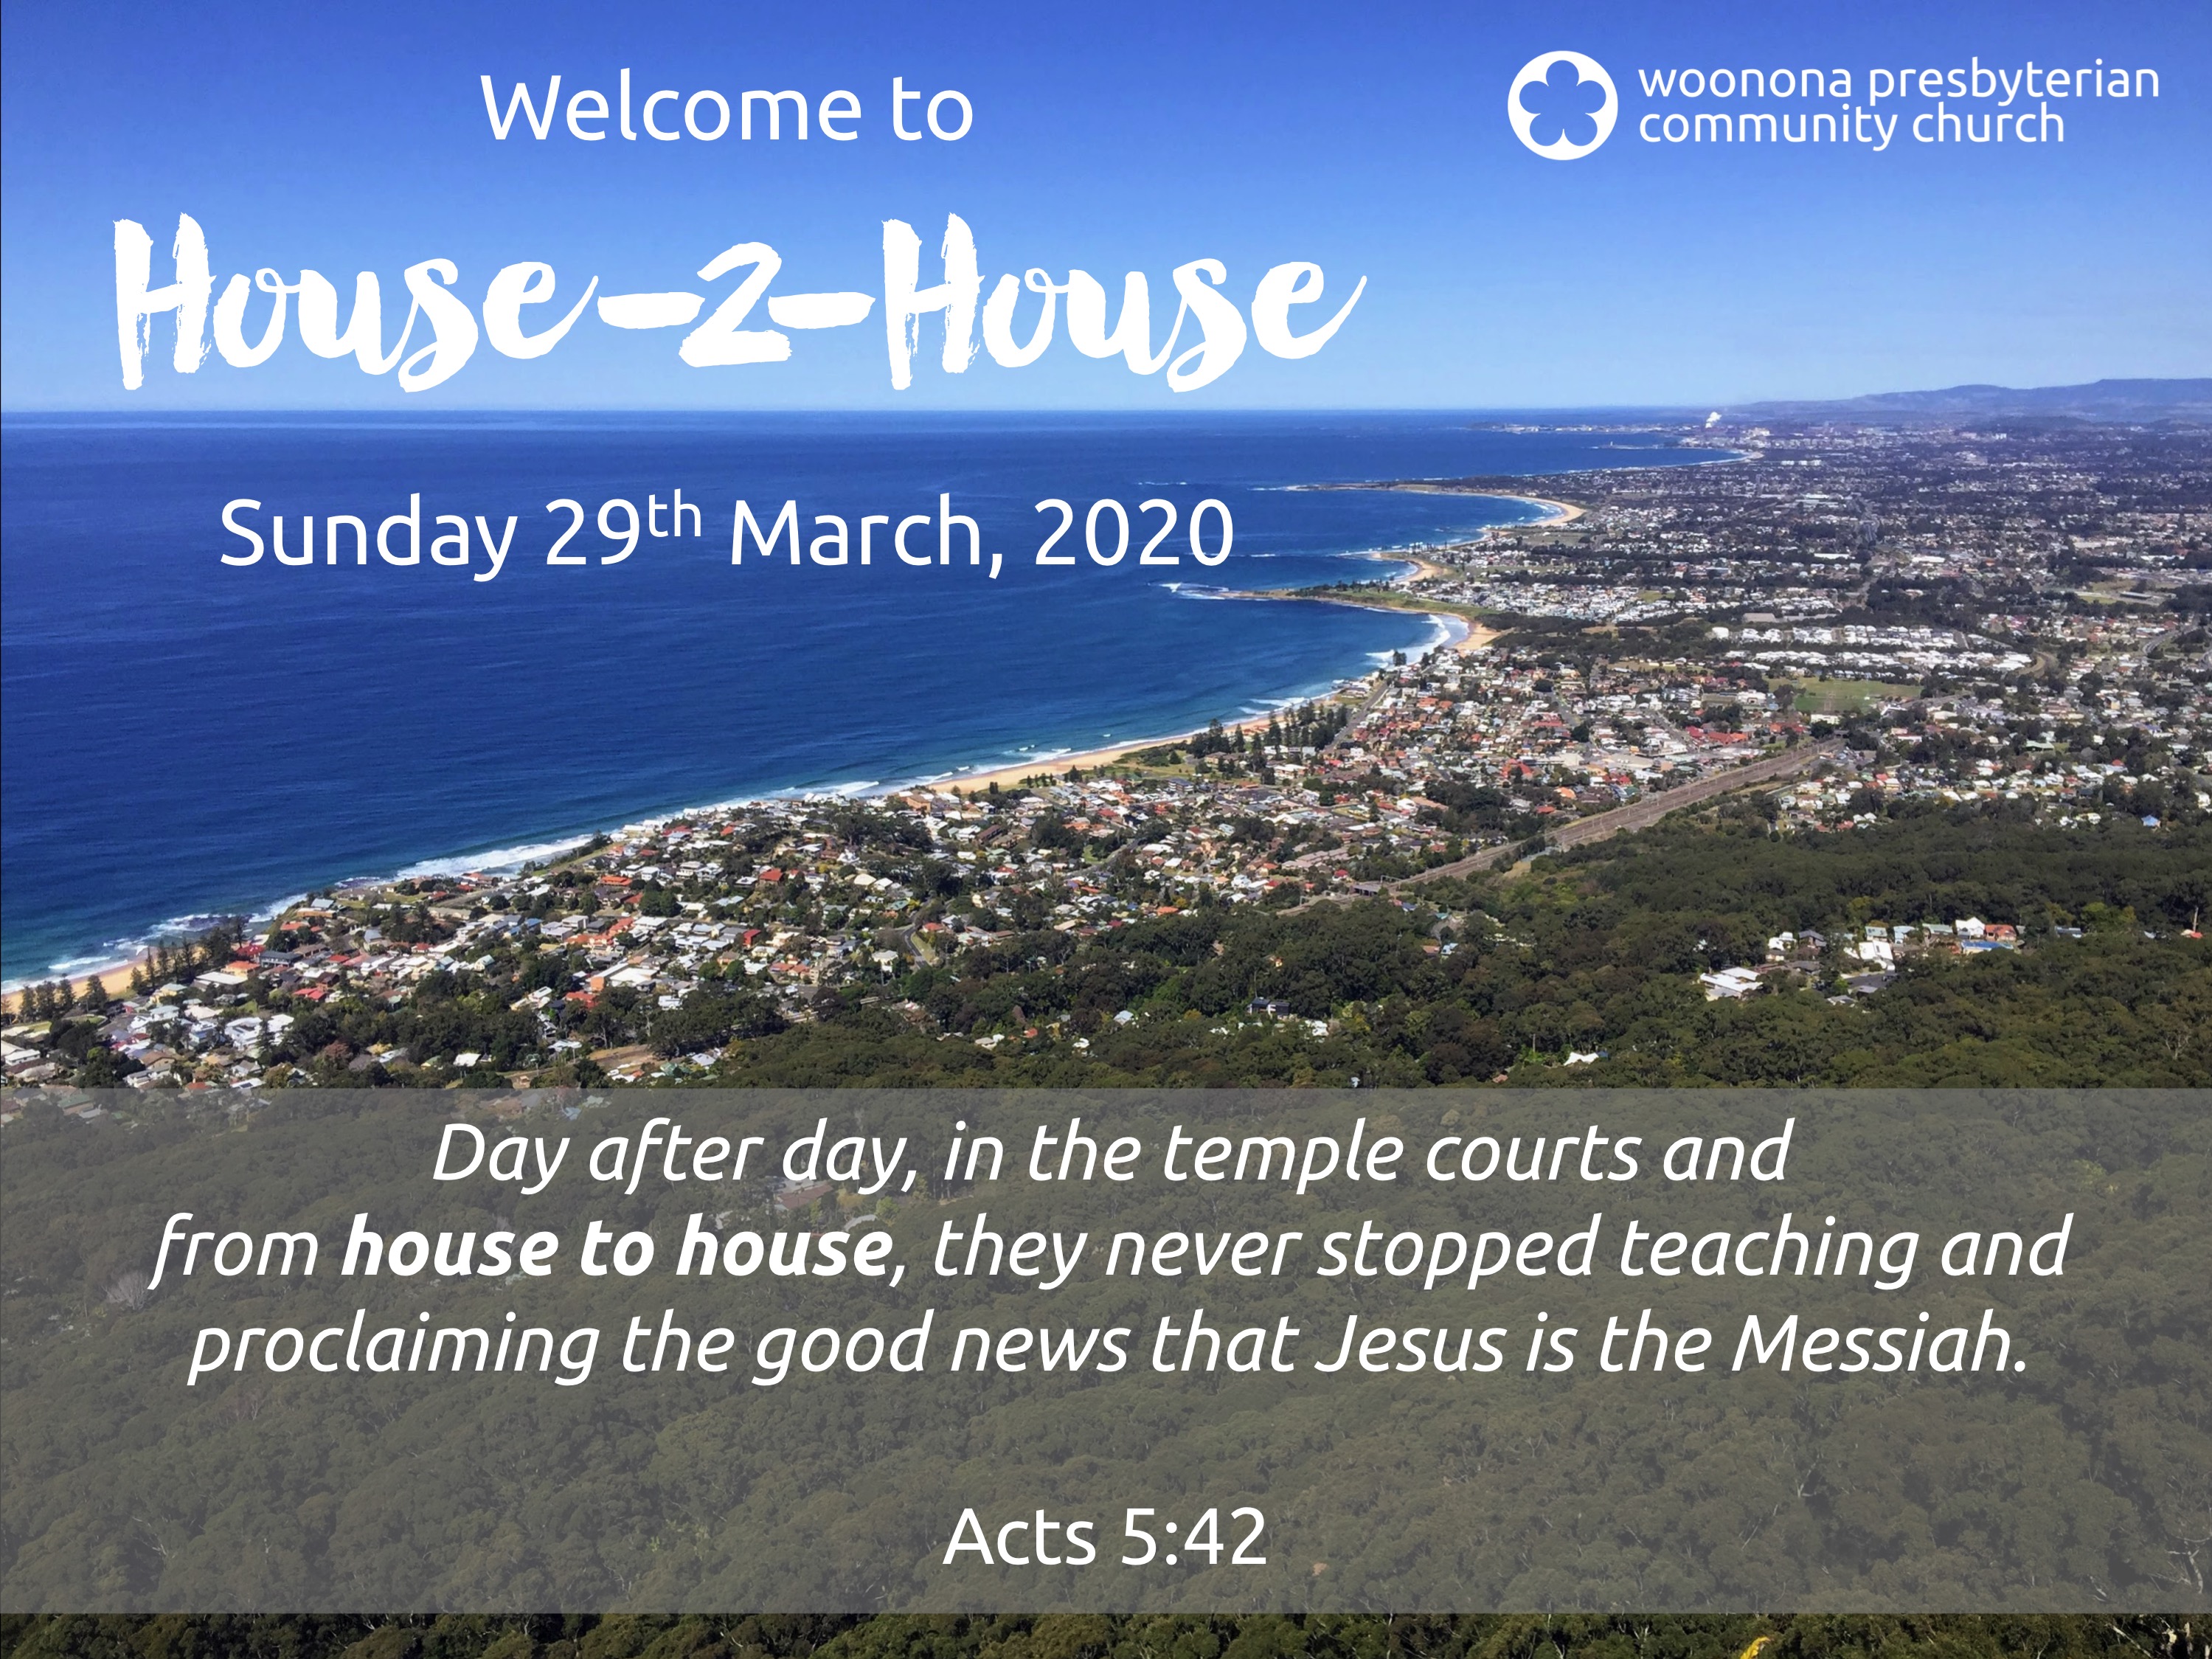 Welcome to
woonona presbyterian
community church
House-2-House
Sunday 29th March, 2020
Day after day, in the temple courts and
from house to house, they never stopped teaching and
proclaiming the good news that Jesus is the Messiah.
Acts 5:42